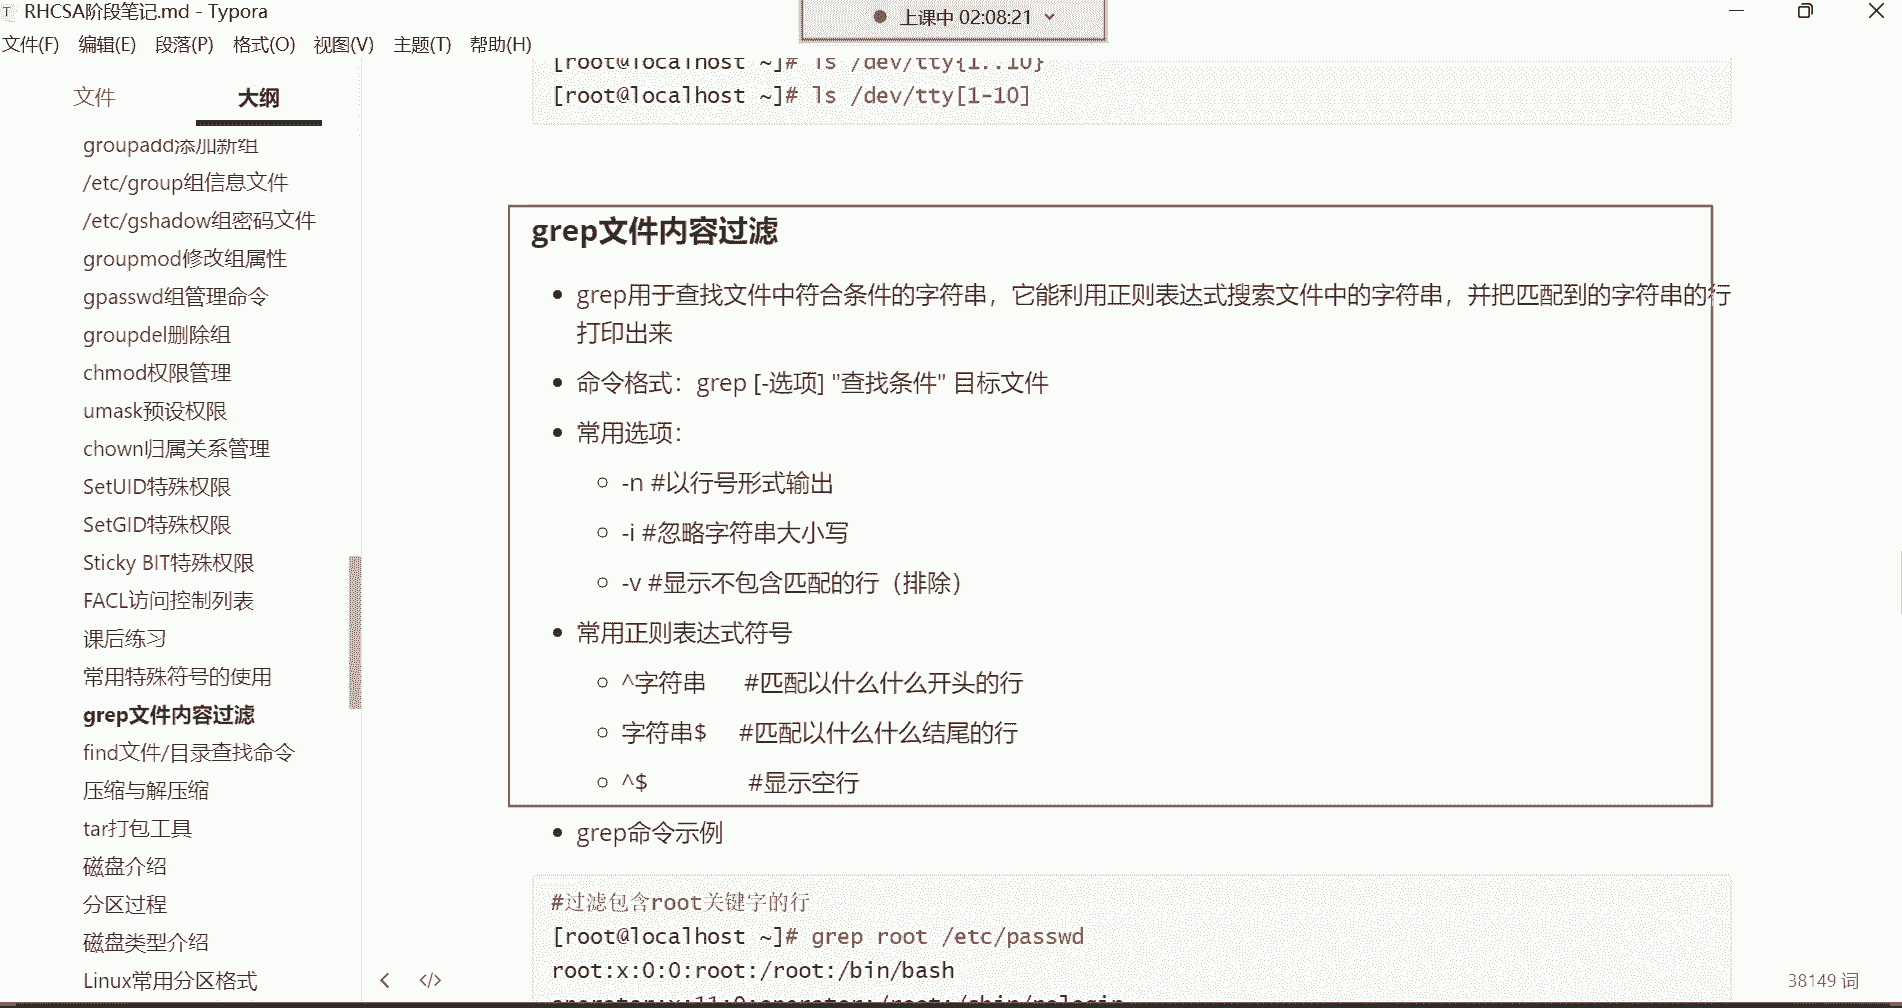 RHCSA阶段笔记.md - Typora
上课中 02:08:21
文件(F) 编辑(E) 段落(P) 格式(O) 视图(V) 主题(T) 帮助(H)
文件 大纲
groupadd添加新组
/etc/group组信息文件
/etc/gshadow组密码文件
groupmod修改组属性
gpasswd组管理命令
groupdel删除组
chmod权限管理
umask预设权限
chown归属关系管理
SetUID特殊权限
SetGID特殊权限
Sticky BIT特殊权限
FACL访问控制列表
课后练习
常用特殊符号的使用
grep文件内容过滤
find文件/目录查找命令
压缩与解压缩
tar打包工具
磁盘介绍
分区过程
磁盘类型介绍
Linux常用分区格式
[root@localhost ~]# ls /dev/tty{1..10}
[root@localhost ~]# ls /dev/tty[1-10]
grep文件内容过滤
grep用于查找文件中符合条件的字符串，它能利用正则表达式搜索文件中的字符串，并把匹配到的字符串的行
打印出来
命令格式：grep [-选项] "查找条件" 目标文件
常用选项：
-n #以行号形式输出
-i #忽略字符串大小写
-v #显示不包含匹配的行（排除）
常用正则表达式符号
^字符串 #匹配以什么什么开头的行
字符串$ #匹配以什么什么结尾的行
^$ #显示空行
grep命令示例
#过滤包含root关键字的行
[root@localhost ~]# grep root /etc/passwd
root:x:0:0:root:/root:/bin/bash
operator:x:11:0:operator:/root:/sbin/nologin
38149 词